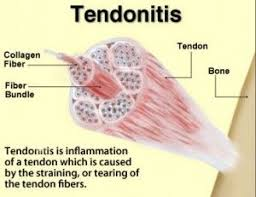 Tendonitis
Collagen
Fiber
Fiber
Bundle
Tendon
Bone
Tendonitis is inflammation
of a tendon which is caused
by the straining, or tearing of
the tendon fibers.